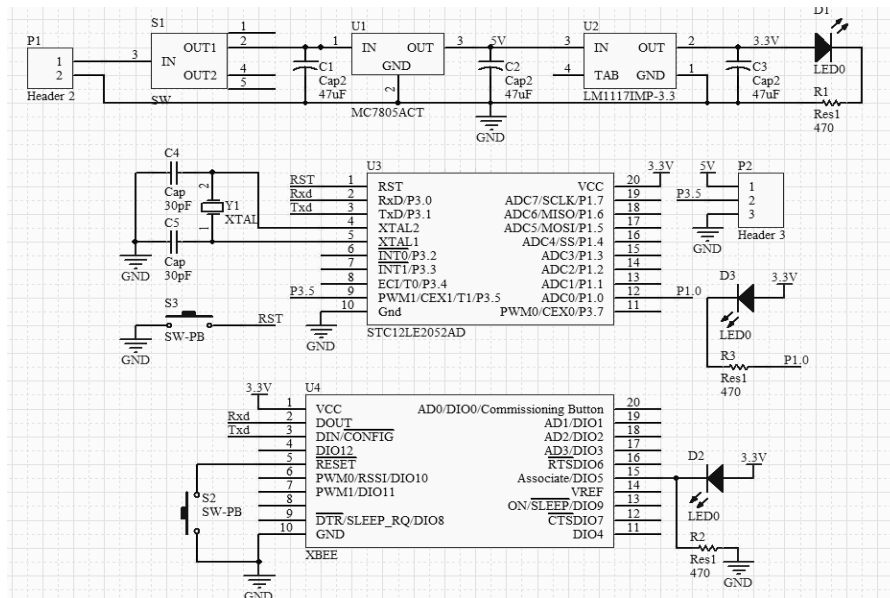 P1
1
2
Header 2
S1
1
OUT1 2
3 IN
OUT2 4
5
SW
C1
Cap2
47uF
U1
1 IN OUT 3
GND
2
MC7805ACT
5V
C2
Cap2
47uF
GND
U2
3 IN OUT 2
4 TAB GND 1
LM1117IMP-3.3
3.3V
C3
Cap2
47uF
D1
LED0
R1
Res1
470
C4
Cap
30pF
2
Y1
XTAL
1
C5
Cap
30pF
GND
S3
SW-PB
RST
GND
U3
RST 1 RST VCC 20 3.3V
Rxd 2 RxD/P3.0 ADC7/SCLK/P1.7 19
Txd 3 TxD/P3.1 ADC6/MISO/P1.6 18
4 XTAL2 ADC5/MOSI/P1.5 17
5 XTAL1 ADC4/SS/P1.4 16
6 INT0/P3.2 ADC3/P1.3 15
7 INT1/P3.3 ADC2/P1.2 14
8 ECI/T0/P3.4 ADC1/P1.1 13
P3.5 9 PWM1/CEX1/T1/P3.5 ADC0/P1.0 12 P1.0
10 Gnd PWM0/CEX0/P3.7 11
STC12LE2052AD
GND
5V
P2
1
P3.5 2
3
Header 3
GND
D3
3.3V
LED0
R3
P1.0
Res1
470
U4
3.3V
1 VCC AD0/DIO0/Commissioning Button 20
Rxd 2 DOUT AD1/DIO1 19
Txd 3 DIN/CONFIG AD2/DIO2 18
4 DIO12 AD3/DIO3 17
5 RESET RTSDIO6 16
6 PWM0/RSSI/DIO10 Associate/DIO5 15
7 PWM1/DIO11 VREF 14
8 ON/SLEEP/DIO9 13
9 DTR/SLEEP_RQ/DIO8 CTSDIO7 12
10 GND DIO4 11
XBEE
S2
SW-PB
GND
D2
3.3V
LED0
R2
Res1
470
GND